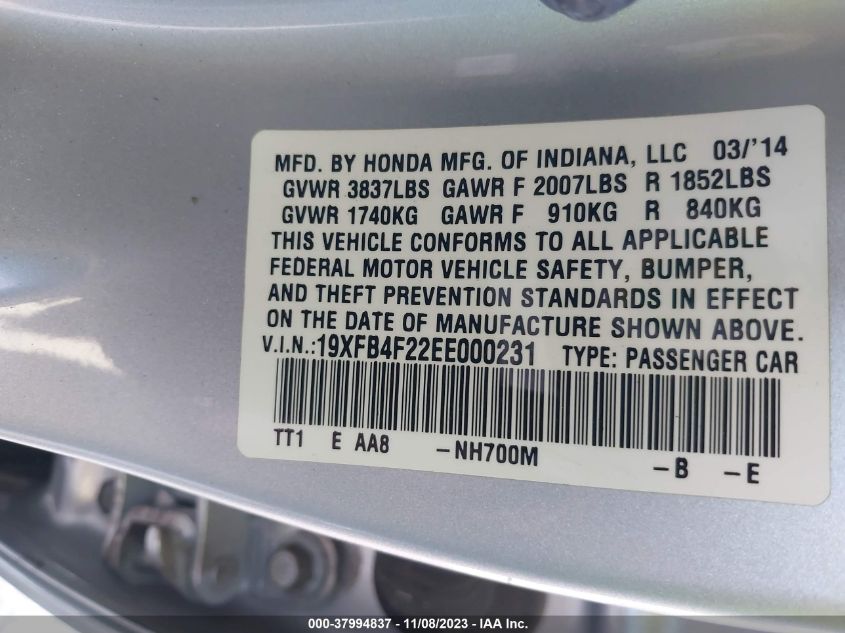 MFD. BY HONDA MFG. OF INDIANA, LLC 03/'14
GVWR 3837LBS GAWR F 2007LBS R 1852LBS
GVWR 1740KG GAWR F 910KG R 840KG
THIS VEHICLE CONFORMS TO ALL APPLICABLE
FEDERAL MOTOR VEHICLE SAFETY, BUMPER,
AND THEFT PREVENTION STANDARDS IN EFFECT
ON THE DATE OF MANUFACTURE SHOWN ABOVE.
V.I.N.:19XFB4F22EE000231 TYPE: PASSENGER CAR
TT1 E AA8 -NH700M -B -E
000-37994837 - 11/08/2023 - IAA Inc.